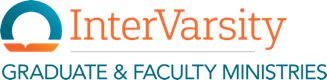 InterVarsity
GRADUATE & FACULTY MINISTRIES